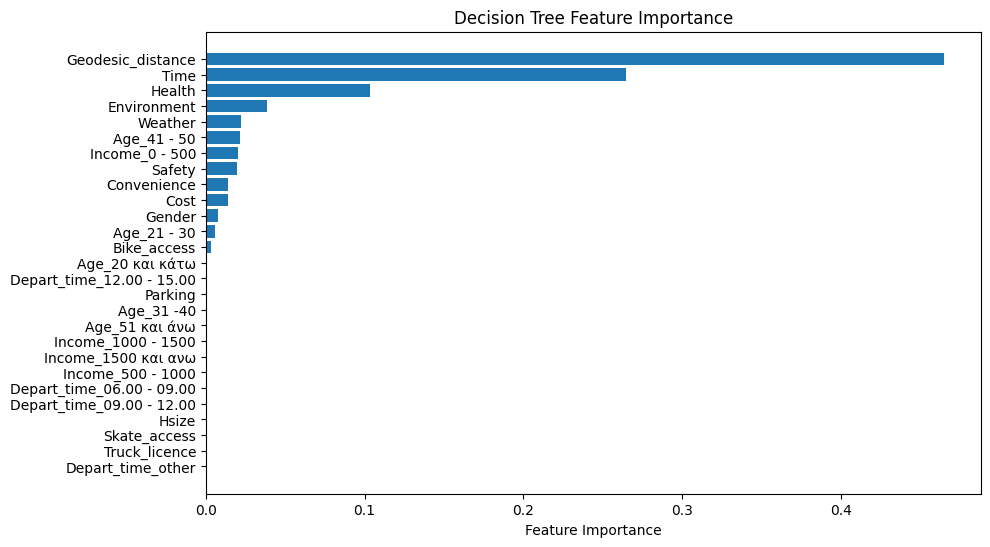 Decision Tree Feature Importance
Geodesic_distance
Time
Health
Environment
Weather
Age_41 - 50
Income_0 - 500
Safety
Convenience
Cost
Gender
Age_21 - 30
Bike_access
Age_20 και κάτω
Depart_time_12.00 - 15.00
Parking
Age_31 -40
Age_51 και άνω
Income_1000 - 1500
Income_1500 και ανω
Income_500 - 1000
Depart_time_06.00 - 09.00
Depart_time_09.00 - 12.00
Hsize
Skate_access
Truck_licence
Depart_time_other
0.0 0.1 0.2 0.3 0.4
Feature Importance